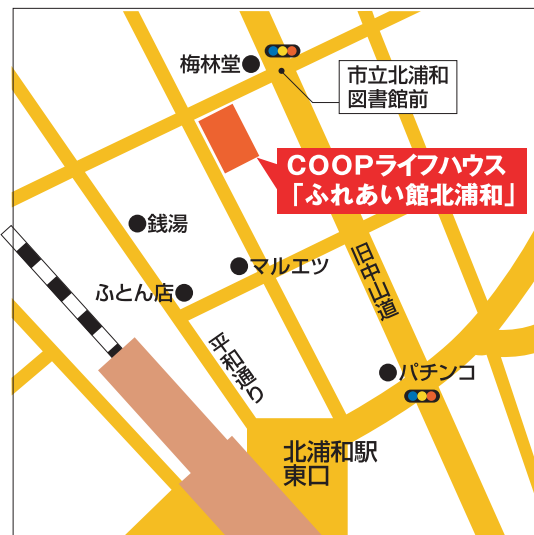 梅林堂
市立北浦和
図書館前
COOPライフハウス
「ふれあい館北浦和」
銭湯
マルエツ
旧中山道
ふとん店
平和通り
パチンコ
北浦和駅
東口